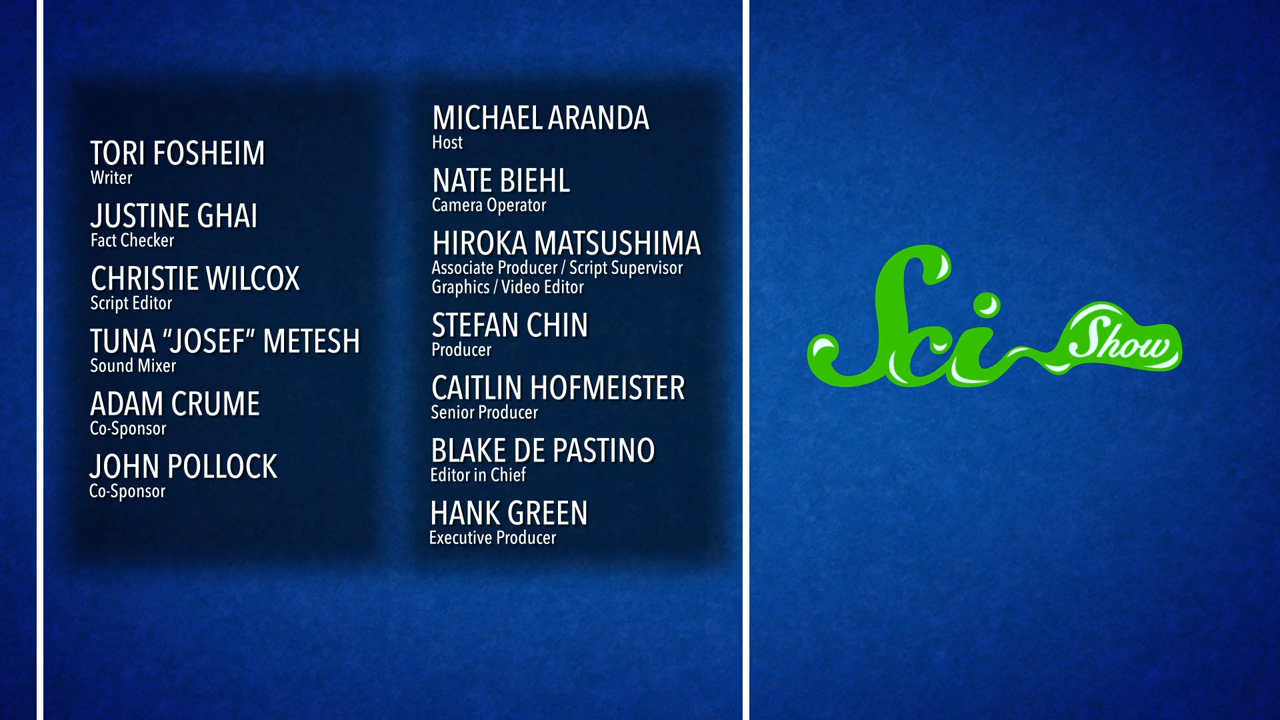 TORI FOSHEIM
Writer
JUSTINE GHAI
Fact Checker
CHRISTIE WILCOX
Script Editor
TUNA “JOSEF” METESH
Sound Mixer
ADAM CRUME
Co-Sponsor
JOHN POLLOCK
Co-Sponsor
MICHAEL ARANDA
Host
NATE BIEHL
Camera Operator
HIROKA MATSUSHIMA
Associate Producer / Script Supervisor
Graphics / Video Editor
STEFAN CHIN
Producer
CAITLIN HOFMEISTER
Senior Producer
BLAKE DE PASTINO
Editor in Chief
HANK GREEN
Executive Producer
Sci Show